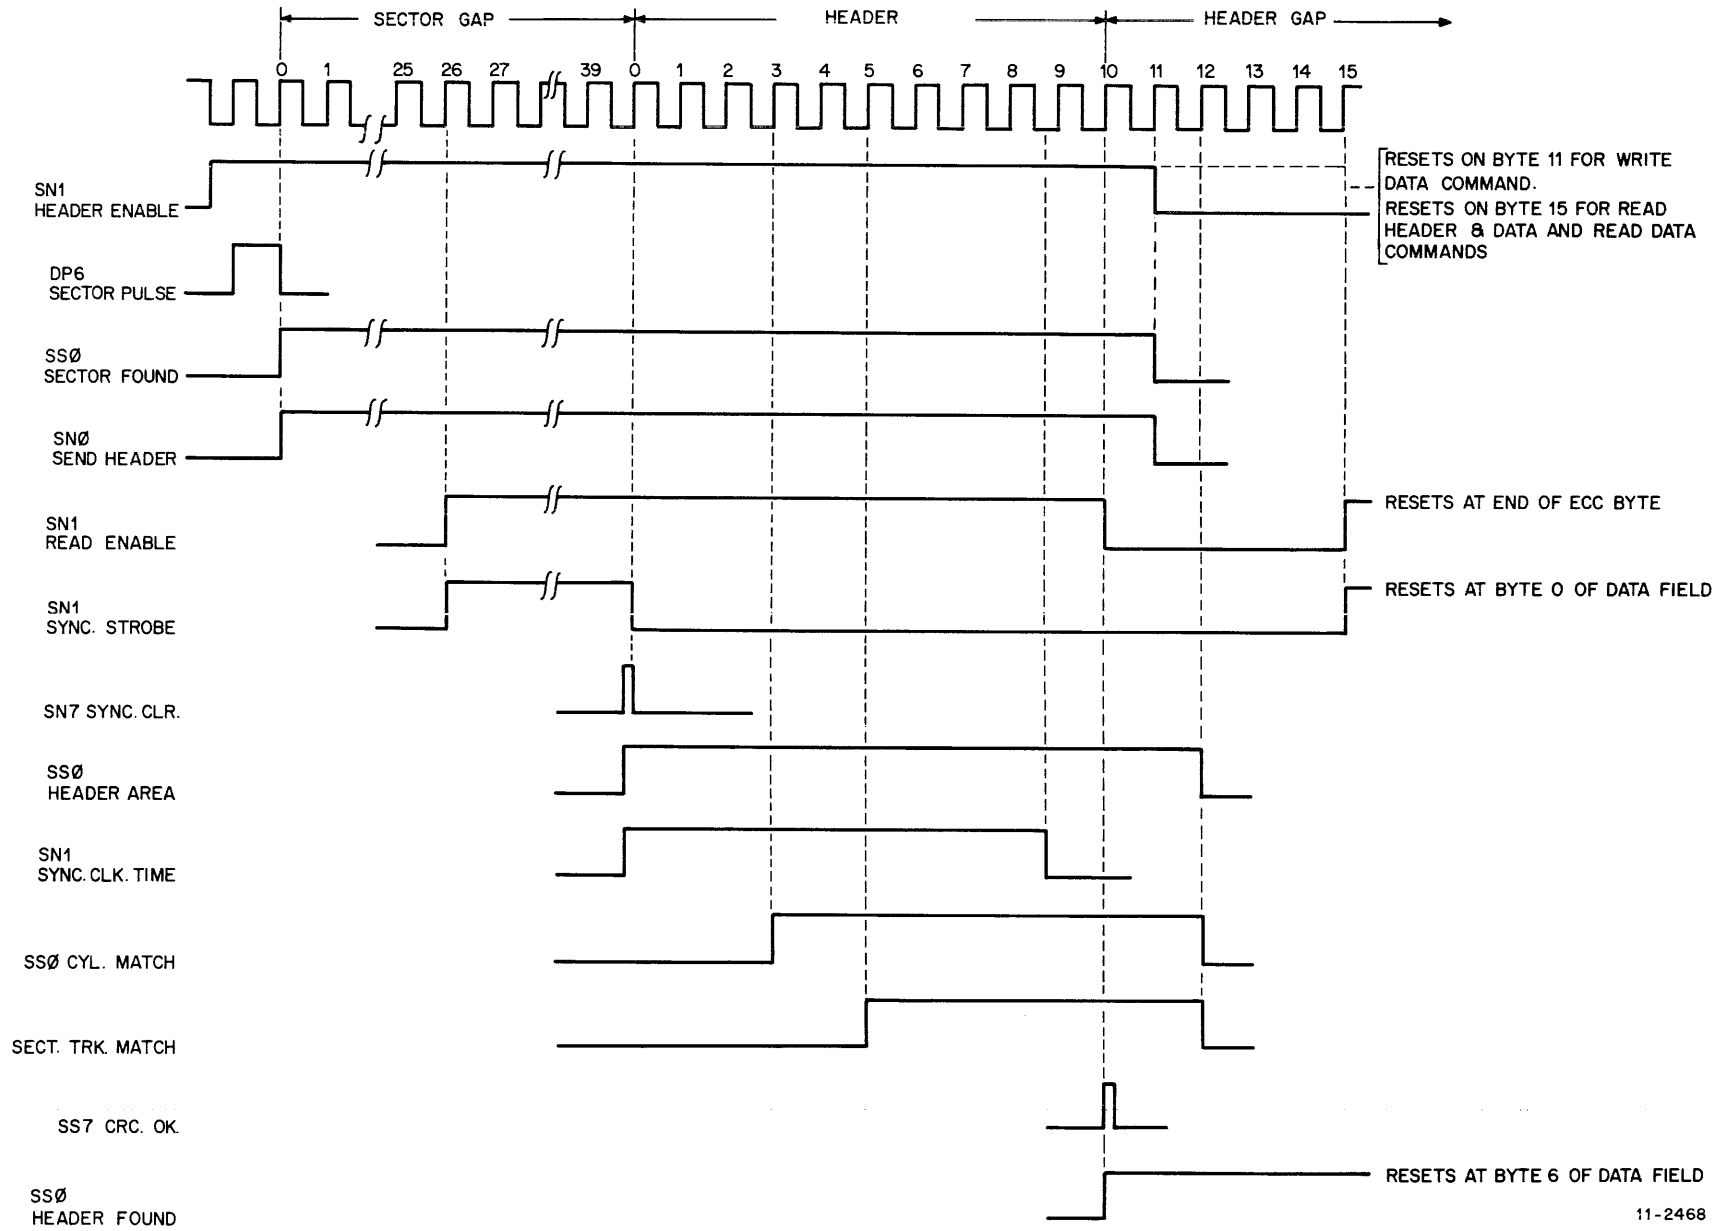 SECTOR GAP HEADER HEADER GAP
0 1 25 26 27 39 0 1 2 3 4 5 6 7 8 9 10 11 12 13 14 15
RESETS ON BYTE 11 FOR WRITE
DATA COMMAND.
RESETS ON BYTE 15 FOR READ
HEADER & DATA AND READ DATA
COMMANDS
SN1
HEADER ENABLE
DP6
SECTOR PULSE
SSØ
SECTOR FOUND
SNØ
SEND HEADER
SN1
READ ENABLE
RESETS AT END OF ECC BYTE
SN1
SYNC. STROBE
RESETS AT BYTE 0 OF DATA FIELD
SN7 SYNC. CLR.
SSØ
HEADER AREA
SN1
SYNC. CLK. TIME
SSØ CYL. MATCH
SECT. TRK. MATCH
SS7 CRC. OK.
SSØ
HEADER FOUND
RESETS AT BYTE 6 OF DATA FIELD
11-2468